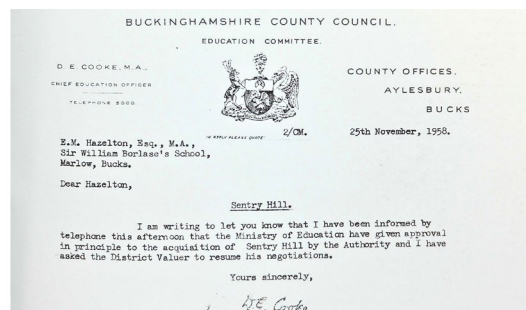 BUCKINGHAMSHIRE COUNTY COUNCIL.
EDUCATION COMMITTEE.
D. E. COOKE, M.A.,
CHIEF EDUCATION OFFICER
TELEPHONE 5000.
COUNTY OFFICES,
AYLESBURY,
BUCKS
IN REPLY PLEASE QUOTE 2/CM.
25th November, 1958.
E.M. Hazelton, Esq., M.A.,
Sir William Borlase's School,
Marlow, Bucks.
Dear Hazelton,
Sentry Hill.
I am writing to let you know that I have been informed by
telephone this afternoon that the Ministry of Education have given approval
in principle to the acquisition of Sentry Hill by the Authority and I have
asked the District Valuer to resume his negotiations.
Yours sincerely,
D.E. Cooke